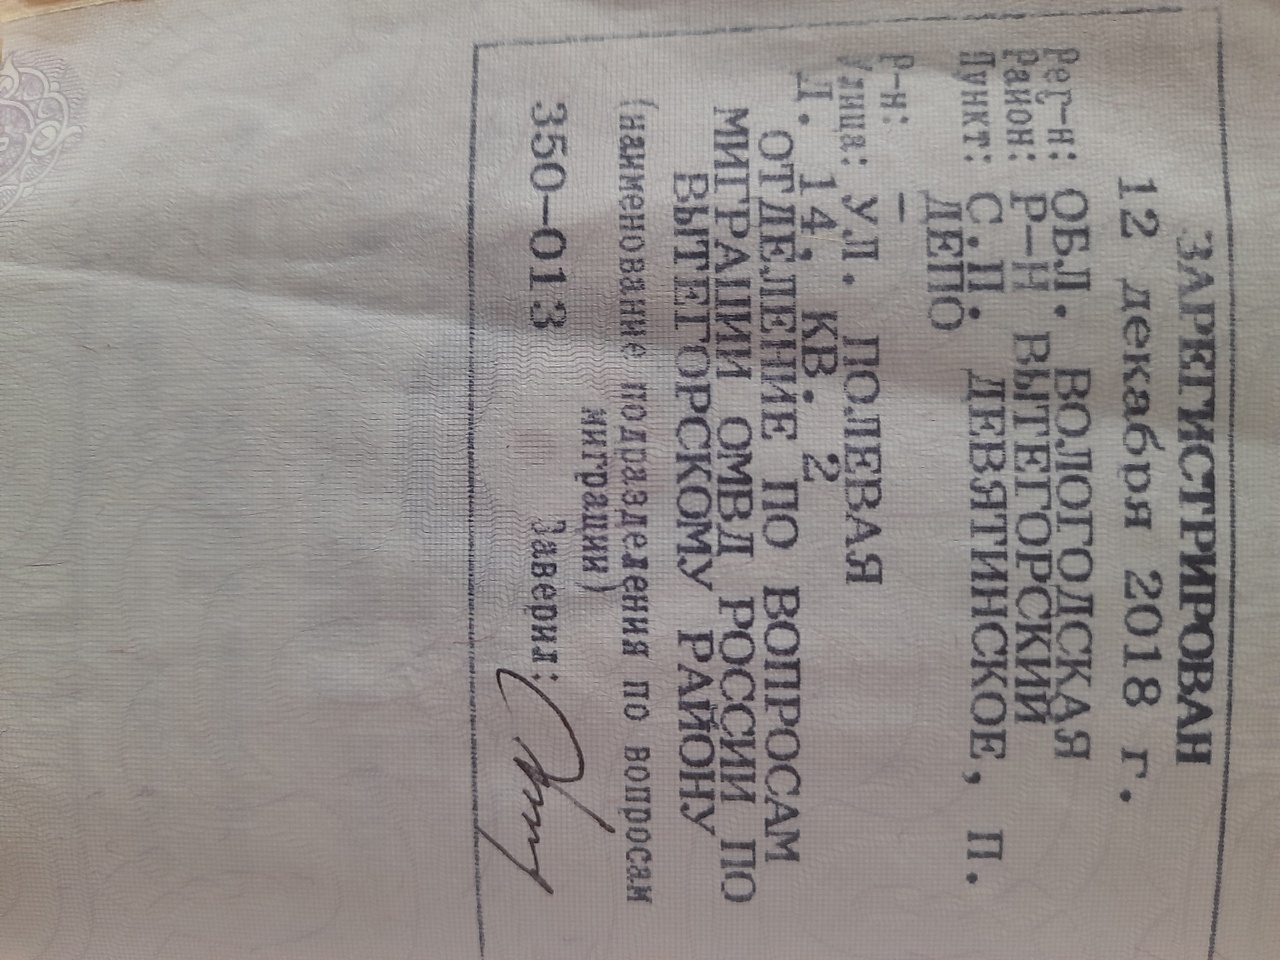 ЗАРЕГИСТРИРОВАН
12 декабря 2018 г.
Рег-н: ОБЛ. ВОЛОГОДСКАЯ
Район: Р-Н ВЫТЕГОРСКИЙ
Пункт: С.П. ДЕВЯТИНСКОЕ, П.
ДЕПО
Р-н: -
Улица: УЛ. ПОЛЕВАЯ
Д. 14, КВ. 2
ОТДЕЛЕНИЕ ПО ВОПРОСАМ
МИГРАЦИИ ОМВД РОССИИ ПО
ВЫТЕГОРСКОМУ РАЙОНУ
(наименование подразделения по вопросам
миграции)
350-013 Заверил: